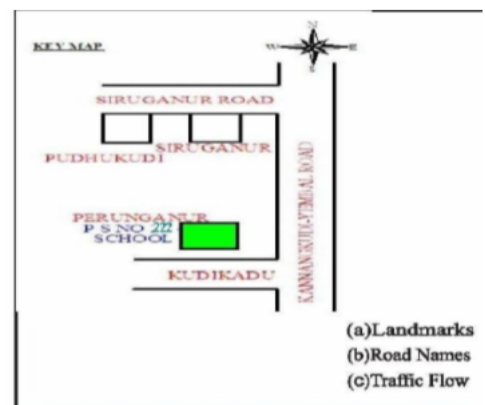 N
KEY MAP
W E
S
SIRUGANUR ROAD
SIRUGANUR
PUDHUKUDI
PERUNGANUR
P S NO 222
SCHOOL
KUDIKADU
(a)Landmarks
(b)Road Names
(c)Traffic Flow